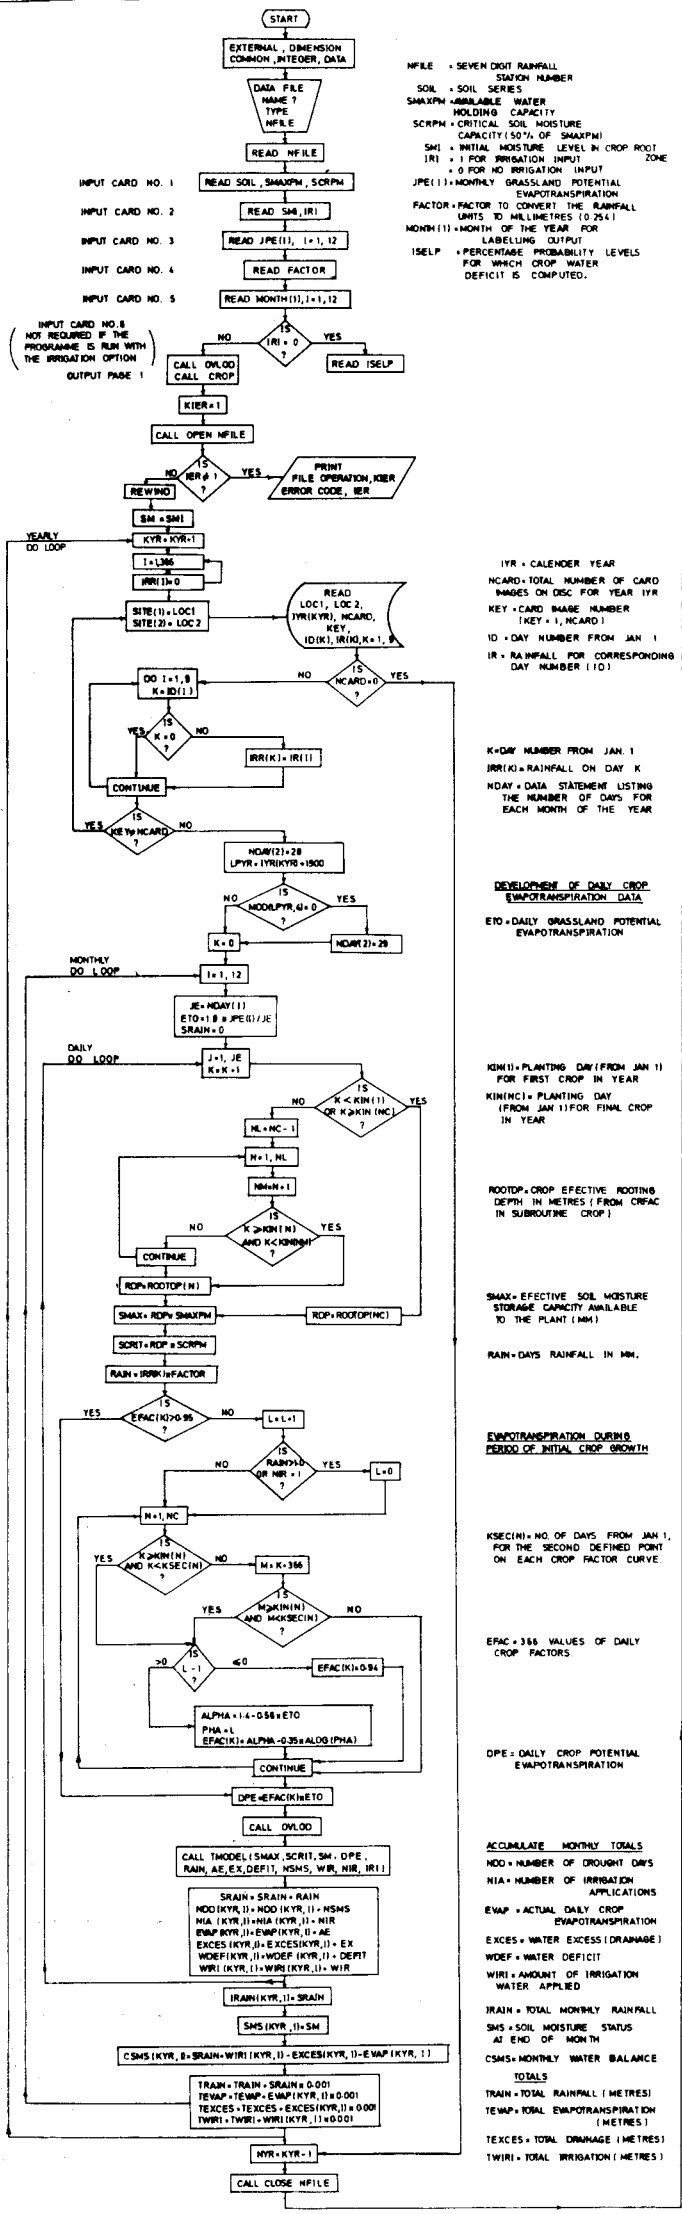 START
EXTERNAL, DIMENSION
COMMON, INTEGER, DATA
DATA FILE
NAME ?
TYPE
NFILE
READ NFILE
INPUT CARD NO. 1
READ SOIL, SMAXPM, SCRPM
INPUT CARD NO. 2
READ SMI, IRI
INPUT CARD NO. 3
READ JPE(I), I=1,12
INPUT CARD NO. 4
READ FACTOR
INPUT CARD NO. 5
READ MONTH(I), I=1,12
NFILE = SEVEN DIGIT RAINFALL
STATION NUMBER
SOIL = SOIL SERIES
SMAXPM = AVAILABLE WATER
HOLDING CAPACITY
SCRPM = CRITICAL SOIL MOISTURE
CAPACITY (50% OF SMAXPM)
SMI = INITIAL MOISTURE LEVEL IN CROP ROOT
ZONE
IRI = 1 FOR IRRIGATION INPUT
= 0 FOR NO IRRIGATION INPUT
JPE(I) = MONTHLY GRASSLAND POTENTIAL
EVAPOTRANSPIRATION
FACTOR = FACTOR TO CONVERT THE RAINFALL
UNITS TO MILLIMETRES (0.254)
MONTH(I) = MONTH OF THE YEAR FOR
LABELLING OUTPUT
ISELP = PERCENTAGE PROBABILITY LEVELS
FOR WHICH CROP WATER
DEFICIT IS COMPUTED.
INPUT CARD NO. 6
NOT REQUIRED IF THE
PROGRAMME IS RUN WITH
THE IRRIGATION OPTION
OUTPUT PAGE 1
IS
IRI = 0
?
NO
YES
READ ISELP
CALL OVLOD
CALL CROP
KIER=1
CALL OPEN NFILE
IS
IER≠1
?
NO
YES
PRINT
FILE OPERATION, KIER
ERROR CODE, IER
REWIND
SM = SMI
YEARLY
DO LOOP
KYR = KYR+1
I=1,366
IRR(I)=0
SITE(1) = LOC1
SITE(2) = LOC2
READ
LOC1, LOC2,
IYR(KYR), NCARD,
KEY,
ID(K), IR(K), K=1, 9
IYR = CALENDER YEAR
NCARD = TOTAL NUMBER OF CARD
IMAGES ON DISC FOR YEAR IYR
KEY = CARD IMAGE NUMBER
(KEY = 1, NCARD)
ID = DAY NUMBER FROM JAN 1
IR = RAINFALL FOR CORRESPONDING
DAY NUMBER (ID)
IS
NCARD=0
?
NO
YES
DO I=1,9
K=ID(I)
IS
K=0
?
YES
NO
IRR(K) = IR(I)
CONTINUE
IS
KEY≠NCARD
?
YES
NO
K=DAY NUMBER FROM JAN. 1
IRR(K) = RAINFALL ON DAY K
NDAY = DATA STATEMENT LISTING
THE NUMBER OF DAYS FOR
EACH MONTH OF THE YEAR
NDAY(2)=28
LPYR = IYR(KYR)+1900
IS
MOD(LPYR,4)=0
?
NO
YES
K=0
NDAY(2)=29
DEVELOPMENT OF DAILY CROP
EVAPOTRANSPIRATION DATA
ETO = DAILY GRASSLAND POTENTIAL
EVAPOTRANSPIRATION
MONTHLY
DO LOOP
I=1, 12
JE=NDAY(I)
SRAIN=0
DAILY
DO LOOP
J=1, JE
K=K+1
IS
K<KIN(1)
OR K⩾KIN(NC)
?
NO
YES
KIN(1) = PLANTING DAY (FROM JAN 1)
FOR FIRST CROP IN YEAR
KIN(NC) = PLANTING DAY
(FROM JAN 1) FOR FINAL CROP
IN YEAR
NL=NC-1
N=1, NL
NM=N+1
IS
K⩾KIN(N)
AND K<KIN(NM)
?
NO
YES
CONTINUE
RDP=ROOTDP(N)
ROOTDP = CROP EFECTIVE ROOTING
DEPTH IN METRES (FROM CRFAC
IN SUBROUTINE CROP)
SMAX=RDP*SMAXPM
RDP=ROOTDP(NC)
SCRIT=RDP*SCRPM
RAIN=IRR(K)*FACTOR
SMAX = EFECTIVE SOIL MOISTURE
STORAGE CAPACITY AVAILABLE
TO THE PLANT (MM)
RAIN = DAYS RAINFALL IN MM.
IS
EFAC(K)>0.95
?
YES
NO
L=L+1
IS
RAIN>1.0
OR NIR = 1
?
NO
YES
L=0
EVAPOTRANSPIRATION DURING
PERIOD OF INITIAL CROP GROWTH
N=1, NC
IS
K⩾KIN(N)
AND K<KSEC(N)
?
YES
NO
M=K+366
IS
M⩾KIN(N)
AND M<KSEC(N)
?
YES
NO
KSEC(N) = NO. OF DAYS FROM JAN 1,
FOR THE SECOND DEFINED POINT
ON EACH CROP FACTOR CURVE.
IS
L-1
?
>0
⩽0
EFAC(K)=0.94
EFAC = 366 VALUES OF DAILY
CROP FACTORS
ALPHA=1.4-0.56*ETO
PHA=L
EFAC(K)=ALPHA-0.35*ALOG(PHA)
CONTINUE
DPE=EFAC(K)*ETO
DPE = DAILY CROP POTENTIAL
EVAPOTRANSPIRATION
CALL OVLOD
CALL TMODEL (SMAX, SCRIT, SM, DPE,
RAIN, AE, EX, DEFIT, NSMS, WIR, NIR, IRI)
SRAIN=SRAIN+RAIN
NDD(KYR,I)=NDD(KYR,I)+NSMS
NIA(KYR,I)=NIA(KYR,I)+NIR
EVAP(KYR,I)=EVAP(KYR,I)+AE
EXCES(KYR,I)=EXCES(KYR,I)+EX
WDEF(KYR,I)=WDEF(KYR,I)+DEFIT
WIRI(KYR,I)=WIRI(KYR,I)+WIR
ACCUMULATE MONTHLY TOTALS
NDD = NUMBER OF DROUGHT DAYS
NIA = NUMBER OF IRRIGATION
APPLICATIONS
EVAP = ACTUAL DAILY CROP
EVAPOTRANSPIRATION
EXCES = WATER EXCESS (DRAINAGE)
WDEF = WATER DEFICIT
WIRI = AMOUNT OF IRRIGATION
WATER APPLIED
IRAIN(KYR,I)=SRAIN
SMS(KYR,I)=SM
CSMS(KYR,I)=SRAIN+WIRI(KYR,I)-EXCES(KYR,I)-EVAP(KYR,I)
IRAIN = TOTAL MONTHLY RAINFALL
SMS = SOIL MOISTURE STATUS
AT END OF MONTH
CSMS = MONTHLY WATER BALANCE
TRAIN=TRAIN+SRAIN*0.001
TEVAP=TEVAP+EVAP(KYR,I)*0.001
TEXCES=TEXCES+EXCES(KYR,I)*0.001
TWIRI=TWIRI+WIRI(KYR,I)*0.001
NYR=KYR-1
CALL CLOSE NFILE
TOTALS
TRAIN = TOTAL RAINFALL (METRES)
TEVAP = TOTAL EVAPOTRANSPIRATION
(METRES)
TEXCES = TOTAL DRAINAGE (METRES)
TWIRI = TOTAL IRRIGATION (METRES)